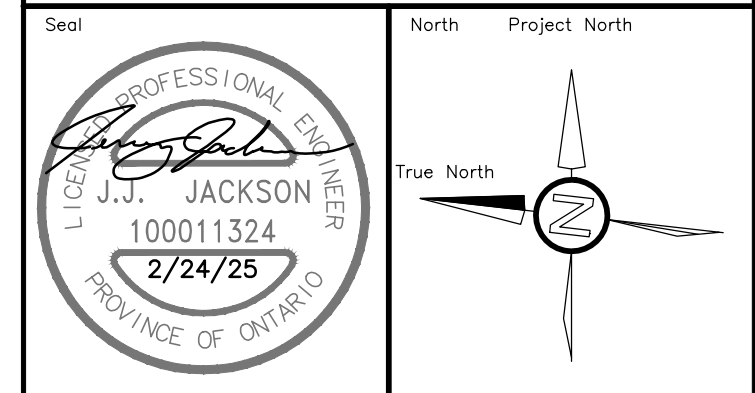 Seal
LICENSED PROFESSIONAL ENGINEER
J.J. JACKSON
100011324
2/24/25
PROVINCE OF ONTARIO
North Project North
True North
N